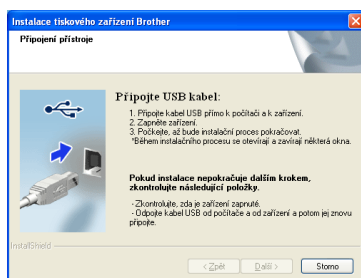 Instalace tiskového zařízení Brother
Připojení přístroje
Připojte USB kabel:
1. Připojte kabel USB přímo k počítači a k zařízení.
2. Zapněte zařízení.
3. Počkejte, až bude instalační proces pokračovat.
*Během instalačního procesu se otevírají a zavírají některá okna.
Pokud instalace nepokračuje dalším krokem,
zkontrolujte následující položky.
- Zkontrolujte, zda je zařízení zapnuté.
- Odpojte kabel USB od počítače a od zařízení a potom jej znovu
připojte.
InstallShield
< Zpět Další > Storno